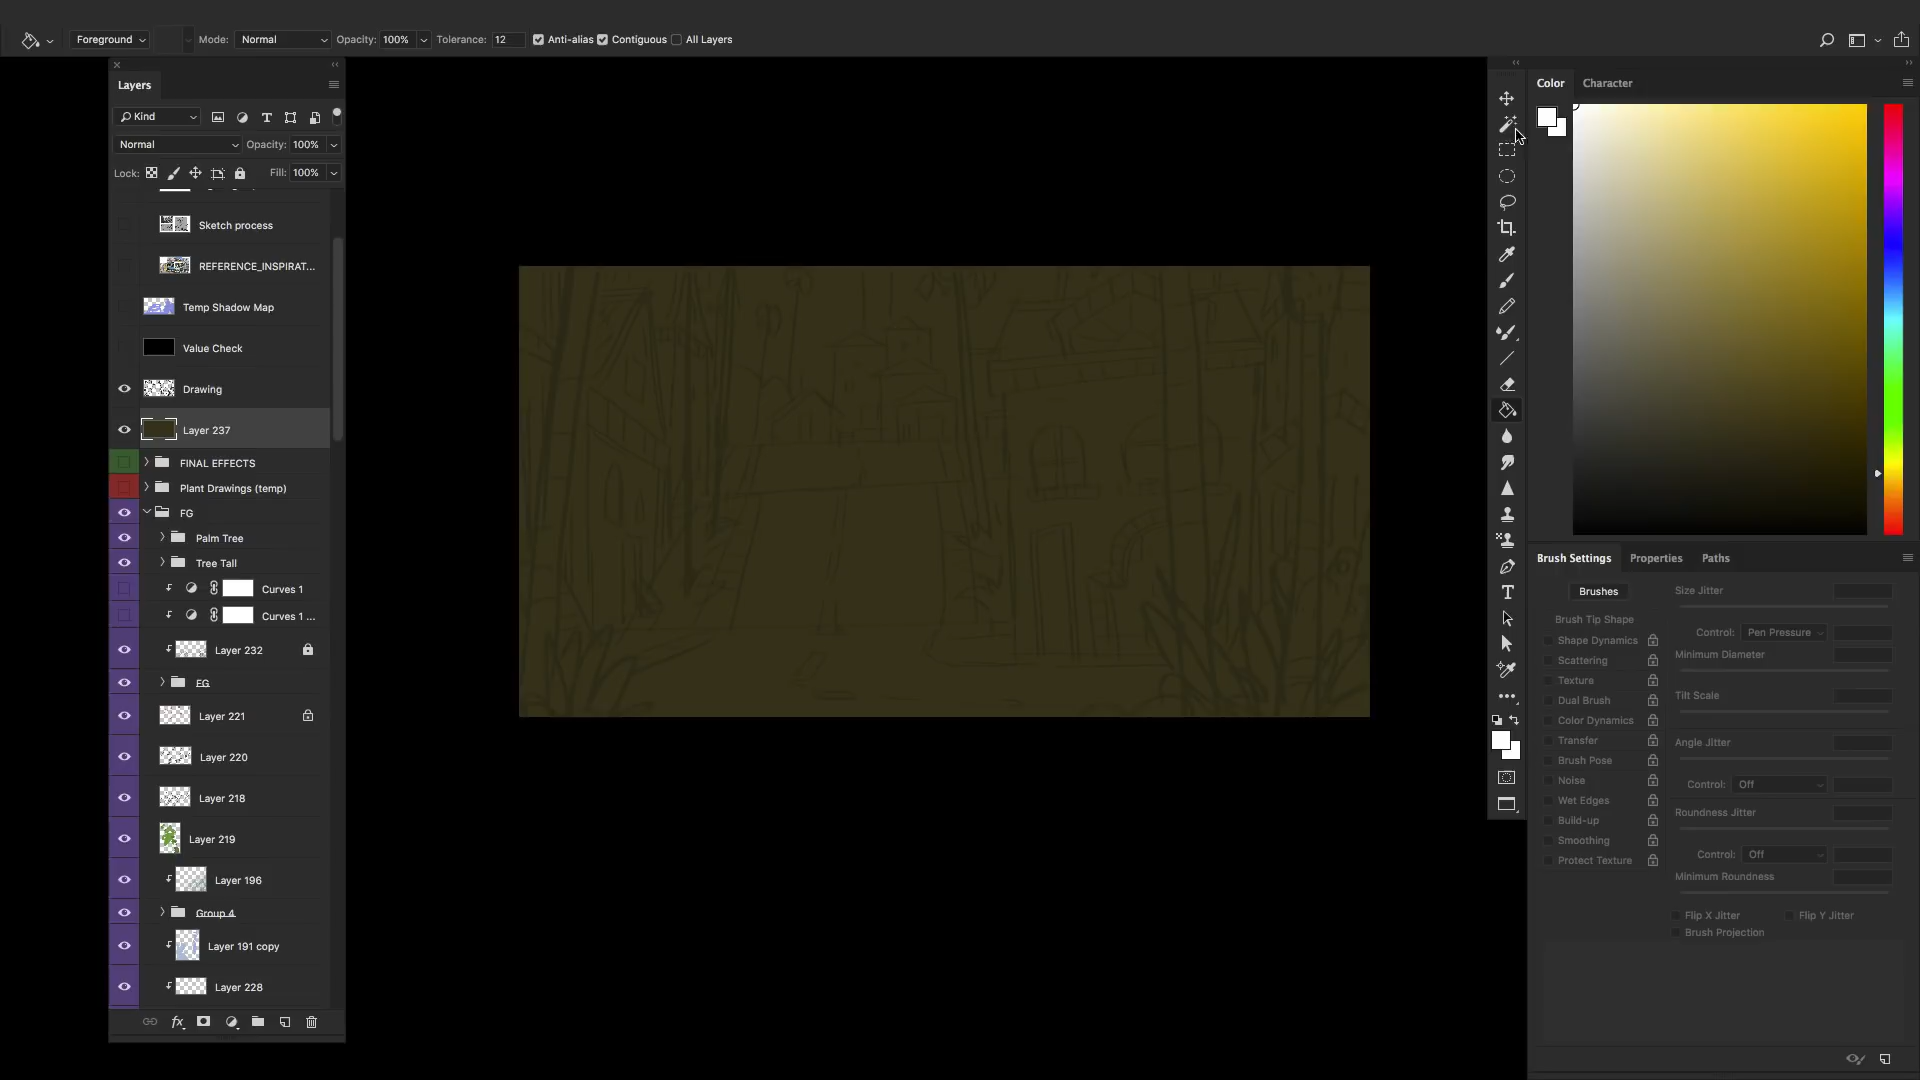 Foreground
Mode: Normal
Opacity: 100%
Tolerance: 12
Anti-alias
Contiguous
All Layers
Layers
Kind
Normal
Opacity: 100%
Lock:
Fill: 100%
Sketch process
REFERENCE_INSPIRAT...
Temp Shadow Map
Value Check
Drawing
Layer 237
FINAL EFFECTS
Plant Drawings (temp)
FG
Palm Tree
Tree Tall
Curves 1
Curves 1 ...
Layer 232
FG
Layer 221
Layer 220
Layer 218
Layer 219
Layer 196
Group 4
Layer 191 copy
Layer 228
fx
Color
Character
Brush Settings
Properties
Paths
Brushes
Brush Tip Shape
Shape Dynamics
Scattering
Texture
Dual Brush
Color Dynamics
Transfer
Brush Pose
Noise
Wet Edges
Build-up
Smoothing
Protect Texture
Size Jitter
Control: Pen Pressure
Minimum Diameter
Tilt Scale
Angle Jitter
Control: Off
Roundness Jitter
Control: Off
Minimum Roundness
Flip X Jitter
Flip Y Jitter
Brush Projection